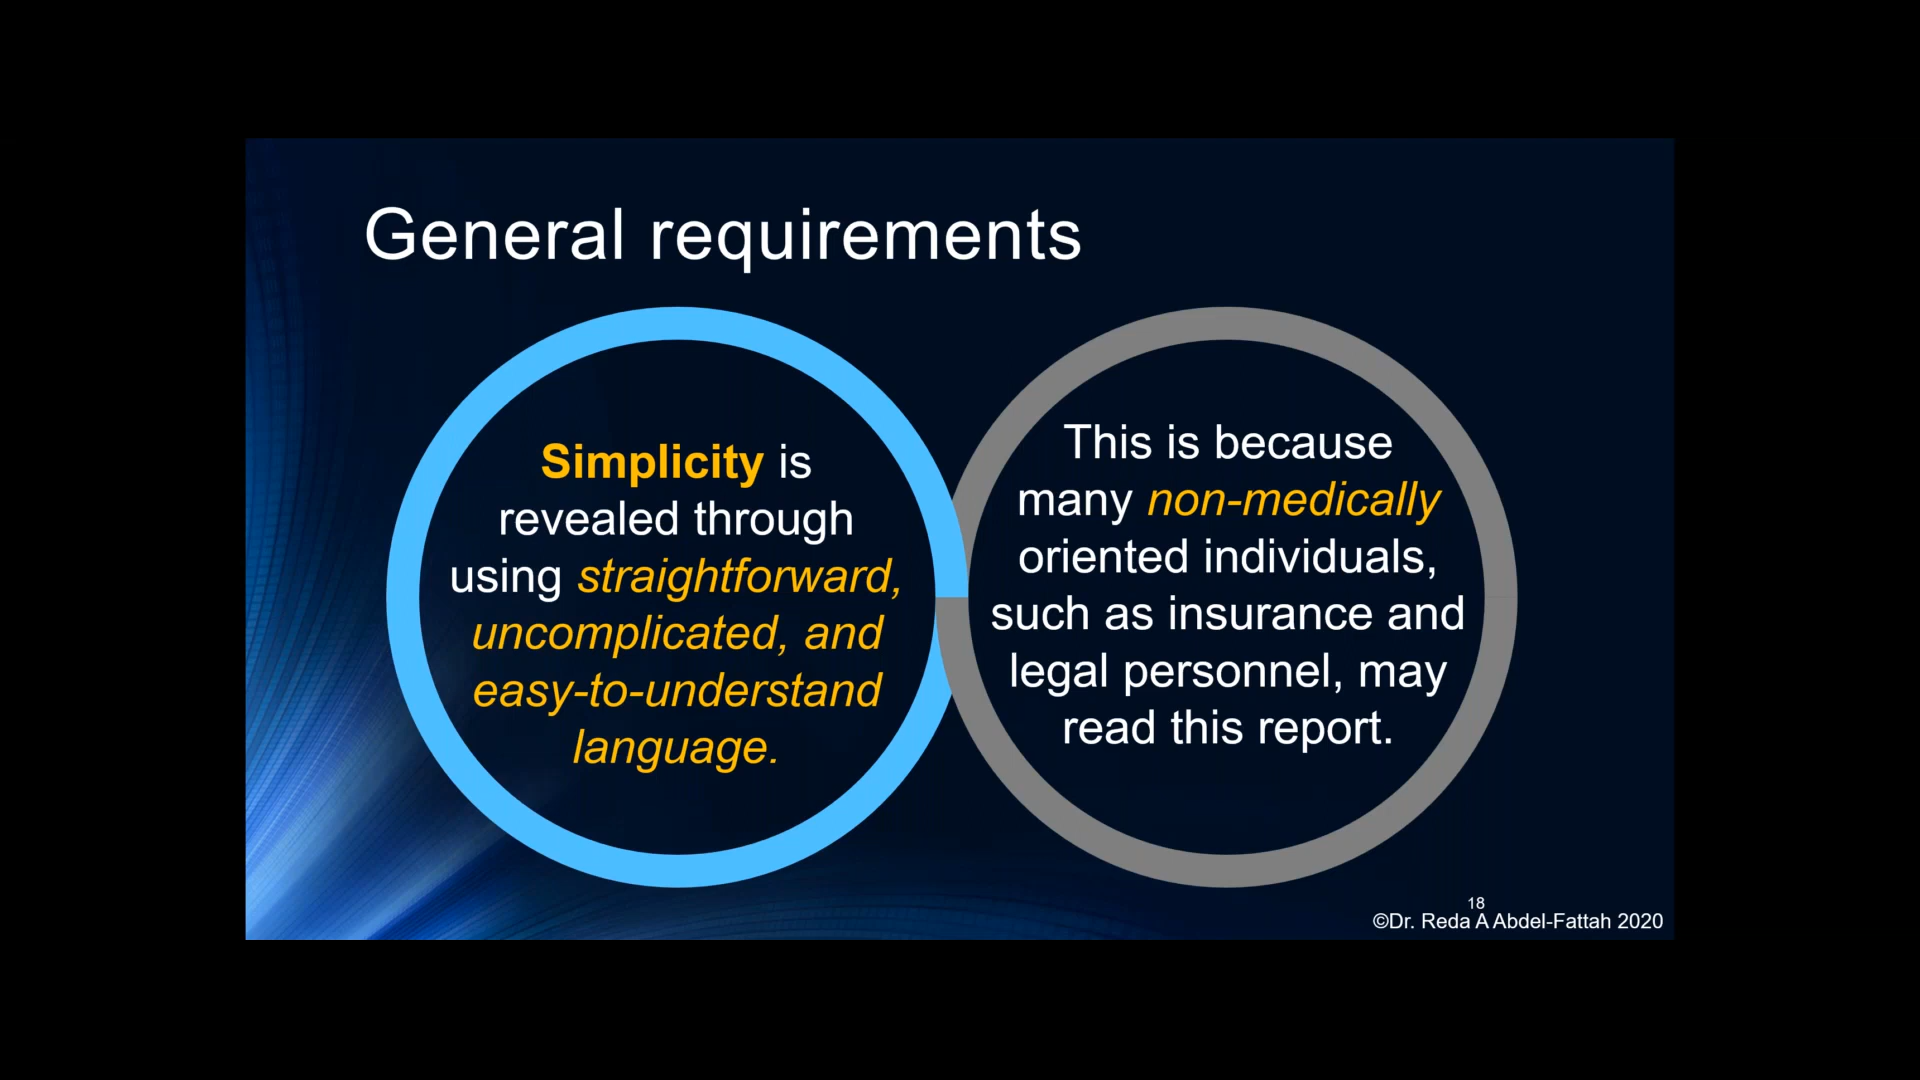 General requirements
Simplicity is
revealed through
using straightforward,
uncomplicated, and
easy-to-understand
language.
This is because
many non-medically
oriented individuals,
such as insurance and
legal personnel, may
read this report.
18
©Dr. Reda A Abdel-Fattah 2020